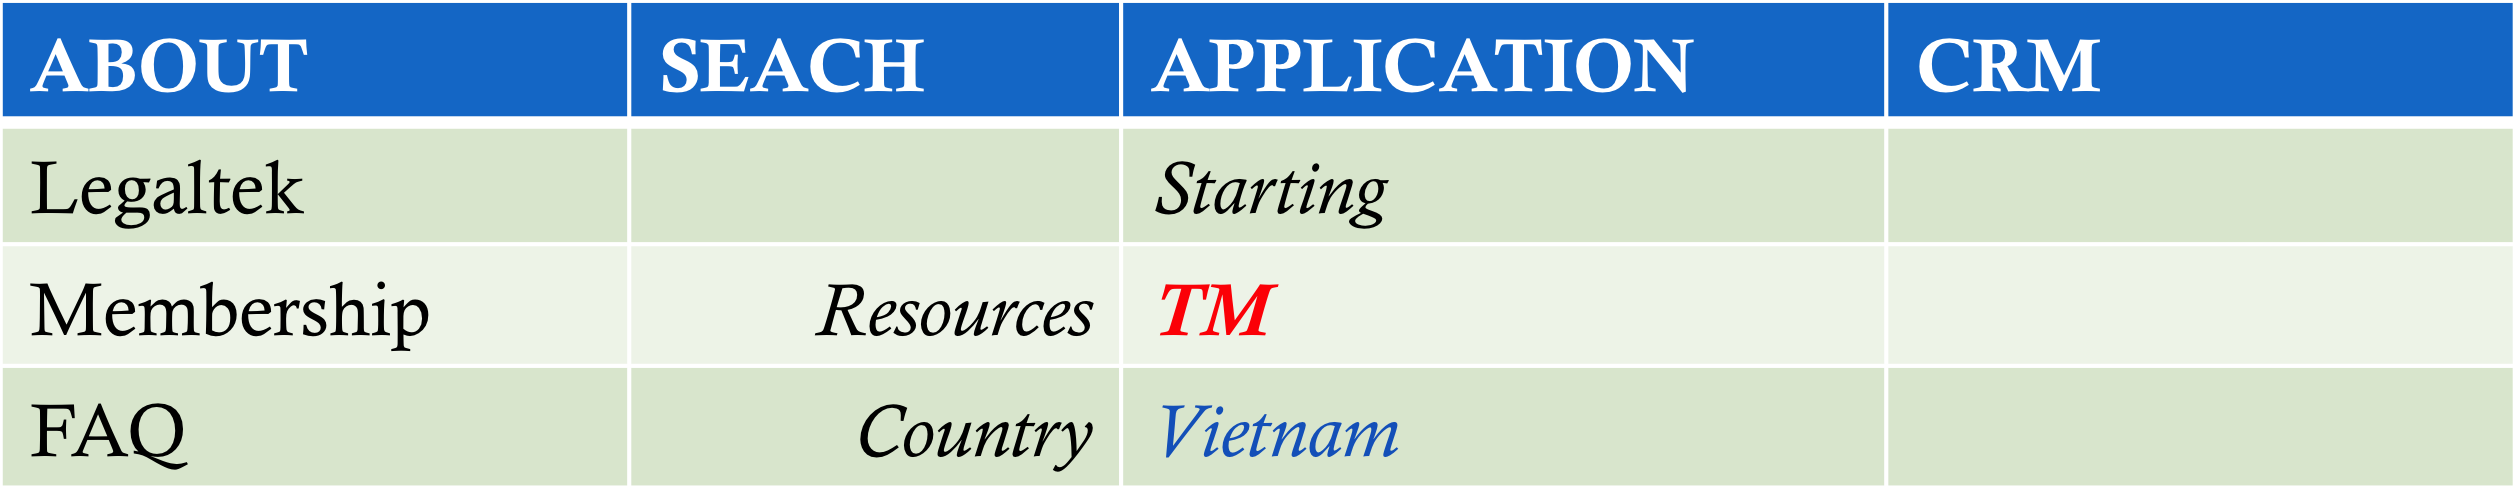 ABOUT SEACH APPLICATION CRM
Legaltek Starting
Membership Resources TM
FAQ Country Vietnam